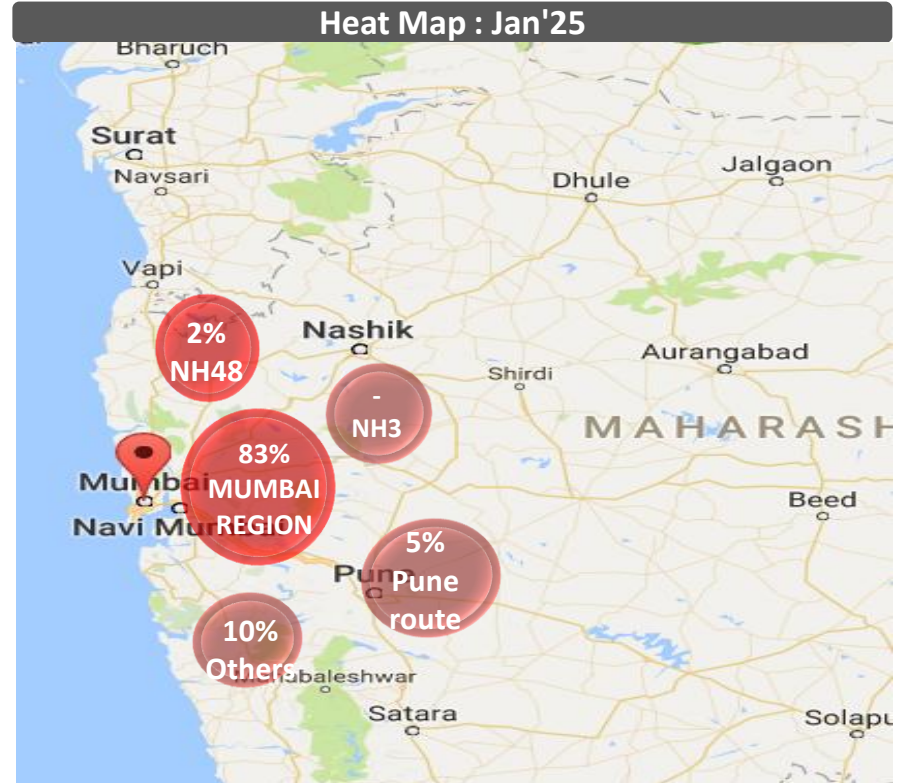 Heat Map : Jan'25
Bharuch
Surat
Navsari
Jalgaon
Dhule
Vapi
2%
NH48
Nashik
Aurangabad
Shirdi
-
NH3
MAHARASH
83%
MUMBAI
REGION
Mumbai
Navi Mum
Beed
5%
Pune
route
Pune
10%
Others
Mahabaleshwar
Satara
Solapu